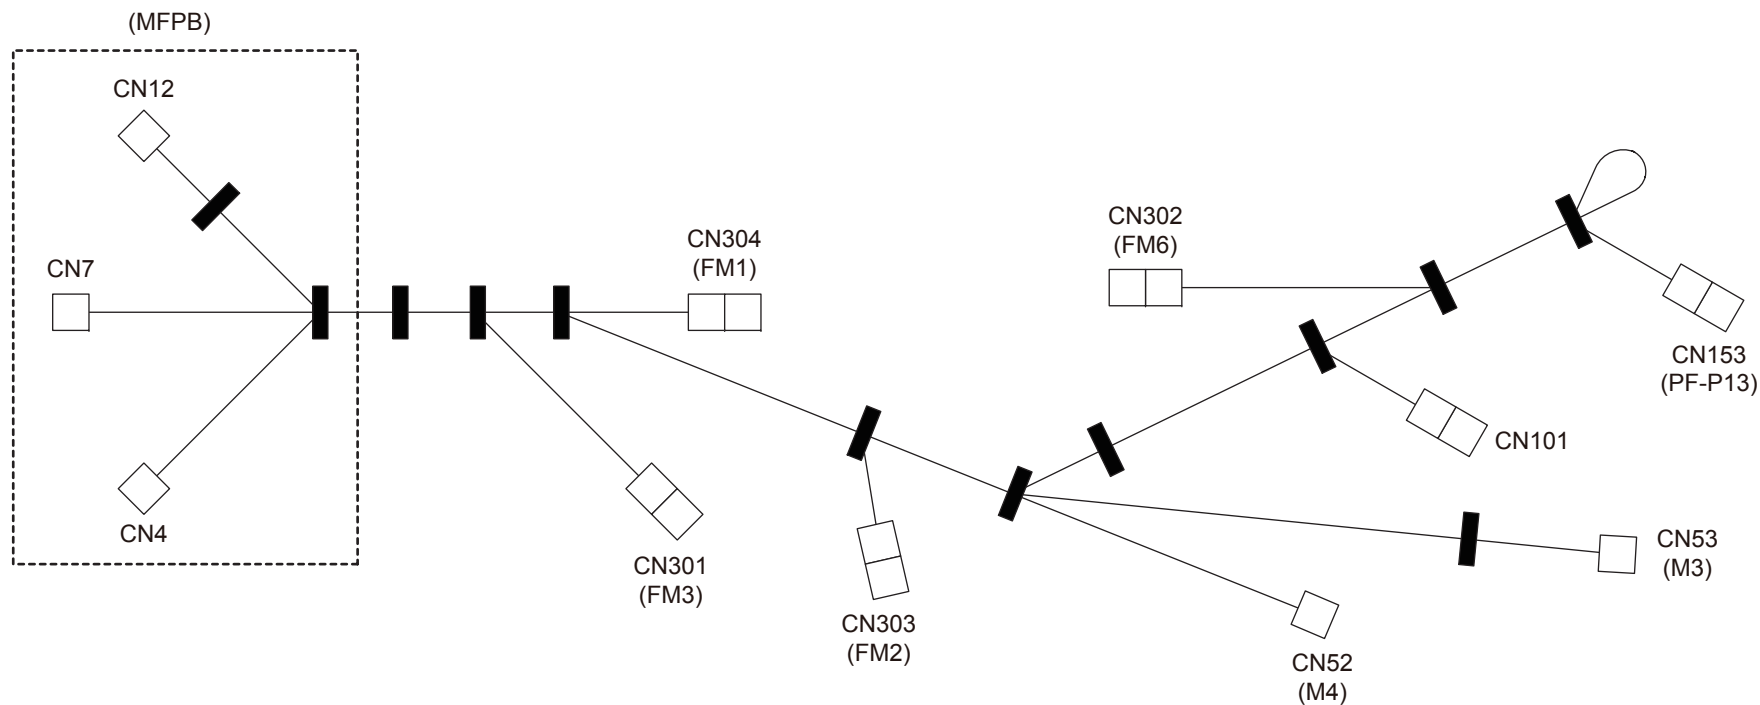 (MFPB)
CN12
CN7
CN4
CN304
(FM1)
CN301
(FM3)
CN303
(FM2)
CN302
(FM6)
CN153
(PF-P13)
CN101
CN53
(M3)
CN52
(M4)